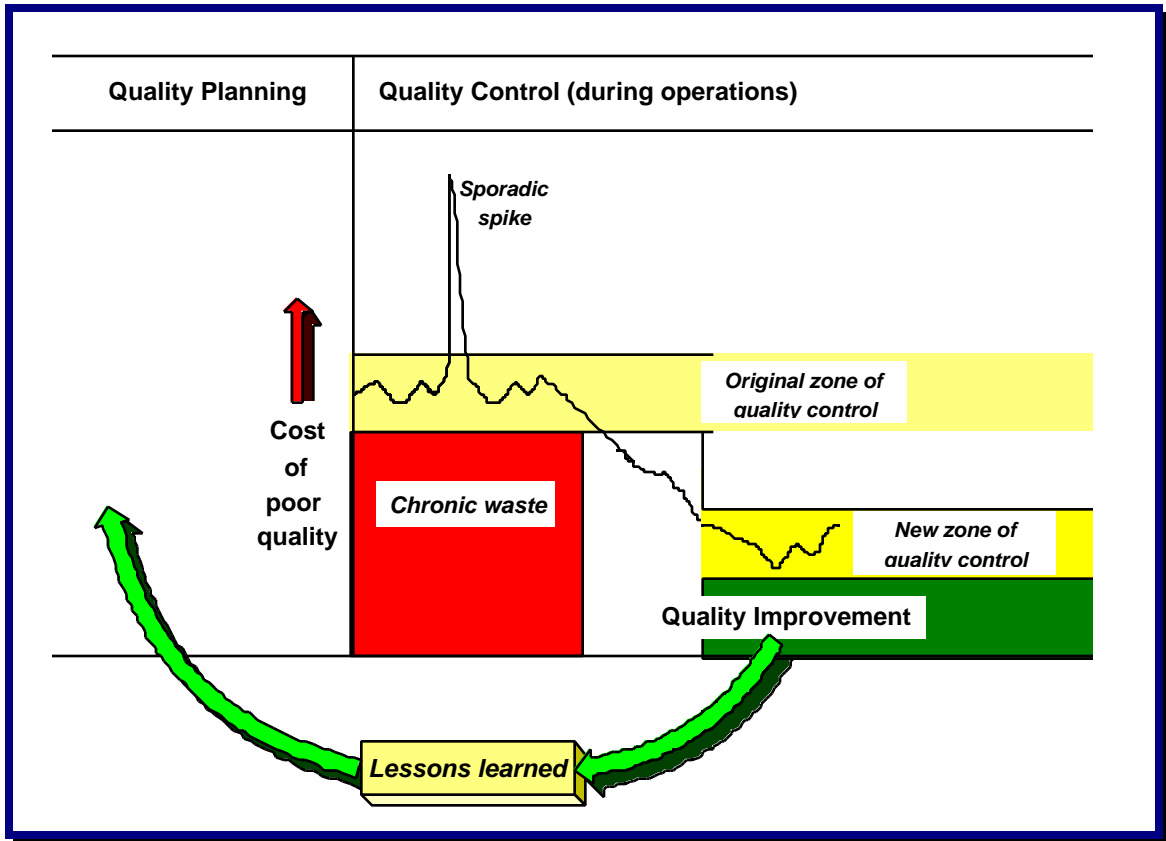 Quality Planning
Quality Control (during operations)
Sporadic
spike
Original zone of
quality control
Cost
of
poor
quality
Chronic waste
New zone of
quality control
Quality Improvement
Lessons learned